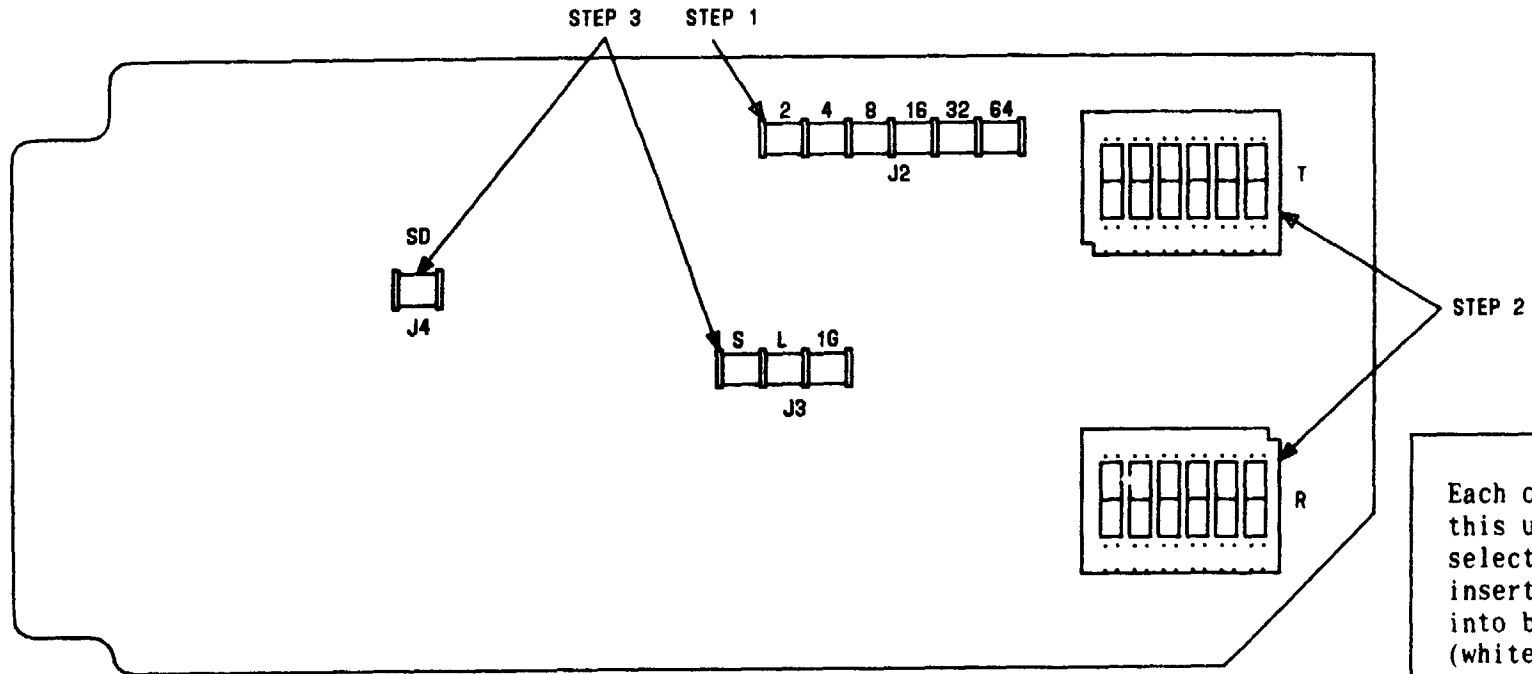 STEP 3 STEP 1
2 4 8 16 32 64
J2
T
SD
J4
STEP 2
S L 1G
J3
R
Each
this
select
insert
into
(white